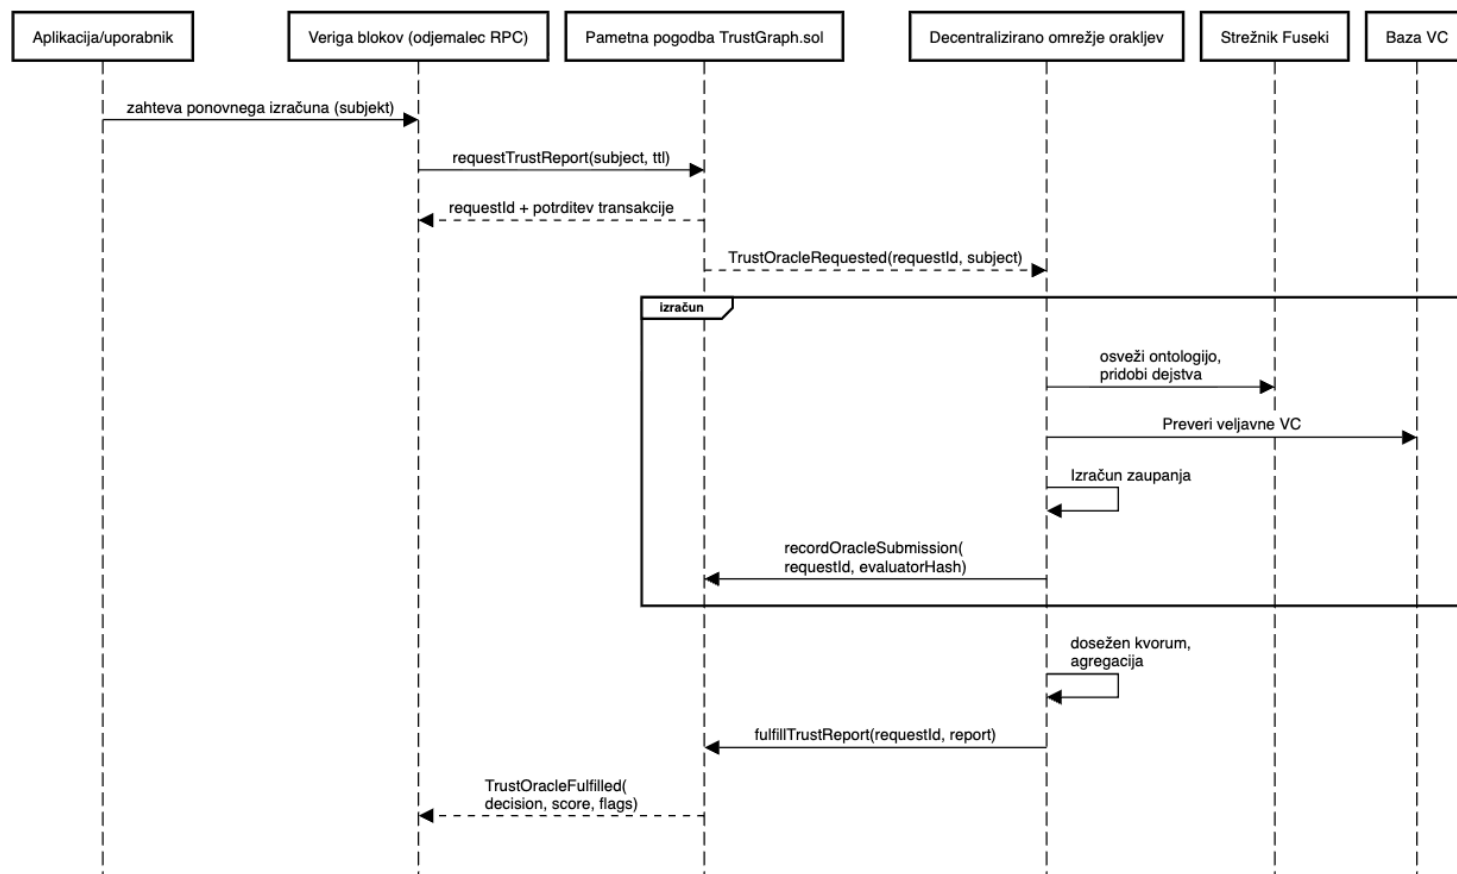 Aplikacija/uporabnik
Veriga blokov (odjemalec RPC)
Pametna pogodba TrustGraph.sol
Decentralizirano omrežje orakljev
Strežnik Fuseki
Baza VC
zahteva ponovnega izračuna (subjekt)
requestTrustReport(subject, ttl)
requestId + potrditev transakcije
TrustOracleRequested(requestId, subject)
izračun
osveži ontologijo,
pridobi dejstva
Preveri veljavne VC
Izračun zaupanja
recordOracleSubmission(
requestId, evaluatorHash)
dosežen kvorum,
agregacija
fulfillTrustReport(requestId, report)
TrustOracleFulfilled(
decision, score, flags)